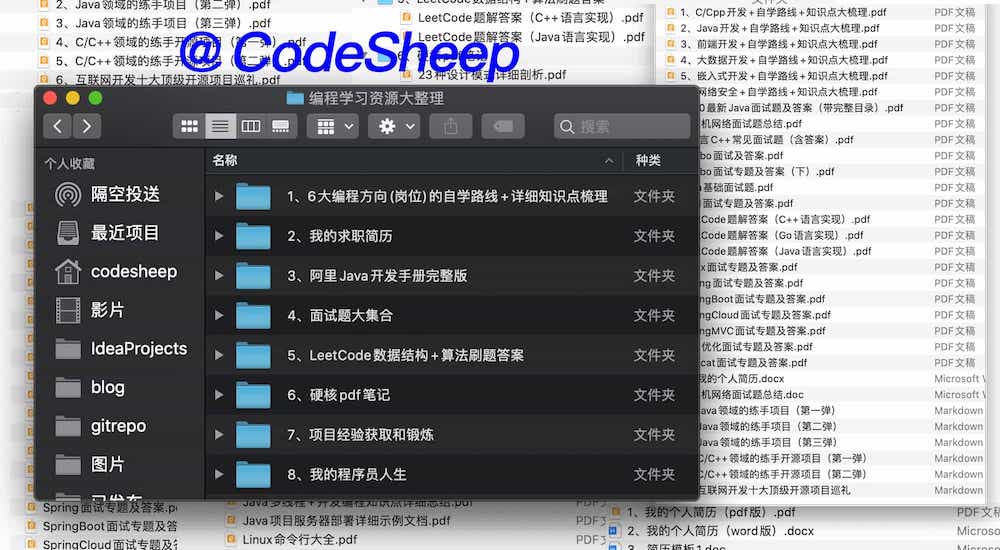 2、Java领域的练手项目（第二弹）.pdf
3、Java领域的练手项目（第三弹）.pdf
4、C/C++领域的练手开源项目（第一弹）.pdf
5、C/C++领域的练手开源项目（第二弹）.pdf
6、互联网开发十大顶级开源项目巡礼.pdf
LeetCode数据结构+算法刷题答案
LeetCode题解答案（C++语言实现）.pdf
LeetCode题解答案（Java语言实现）.pdf
23种设计模式详细剖析.pdf
@ CodeSheep
文件夹
1、C/Cpp开发+自学路线+知识点大梳理.pdf PDF文稿
2、Java开发+自学路线+知识点大梳理.pdf PDF文稿
3、前端开发+自学路线+知识点大梳理.pdf PDF文稿
4、大数据开发+自学路线+知识点大梳理.pdf PDF文稿
5、嵌入式开发+自学路线+知识点大梳理.pdf PDF文稿
网络安全+自学路线+知识点大梳理.pdf PDF文稿
0最新Java面试题及答案（带完整目录）.pdf PDF文稿
机网络面试题总结.pdf PDF文稿
言C++常见面试题（含答案）.pdf PDF文稿
bo面试及答案.pdf PDF文稿
bo面试专题及答案（下）.pdf PDF文稿
a基础面试题.pdf PDF文稿
面试专题及答案.pdf PDF文稿
Code题解答案（C++语言实现）.pdf PDF文稿
Code题解答案（Go语言实现）.pdf PDF文稿
Code题解答案（Java语言实现）.pdf PDF文稿
x面试专题及答案.pdf PDF文稿
ng面试专题及答案.pdf PDF文稿
ngBoot面试专题及答案.pdf PDF文稿
ngCloud面试专题及答案.pdf PDF文稿
ngMVC面试专题及答案.pdf PDF文稿
优化面试专题及答案.pdf PDF文稿
cat面试专题及答案.pdf PDF文稿
我的个人简历.docx Microsoft W
机网络面试题总结.doc Microsoft W
ava领域的练手项目（第一弹） Markdown
ava领域的练手项目（第二弹） Markdown
ava领域的练手项目（第三弹） Markdown
C/C++领域的练手开源项目（第一弹） Markdown
C/C++领域的练手开源项目（第二弹） Markdown
互联网开发十大顶级开源项目巡礼 Markdown
编程学习资源大整理
搜索
个人收藏
隔空投送
最近项目
codesheep
影片
IdeaProjects
blog
gitrepo
图片
已发布
名称 种类
1、6大编程方向(岗位)的自学路线+详细知识点梳理 文件夹
2、我的求职简历 文件夹
3、阿里Java开发手册完整版 文件夹
4、面试题大集合 文件夹
5、LeetCode数据结构+算法刷题答案 文件夹
6、硬核pdf笔记 文件夹
7、项目经验获取和锻炼 文件夹
8、我的程序员人生 文件夹
Spring面试专题及答案.p
SpringBoot面试专题及答
SpringCloud面试专题及
Java多线程+并发编程知识点详细总结.pdf PDF
Java项目服务器部署详细示例文档.pdf PDF
Linux命令行大全.pdf PDF
1、我的个人简历（pdf版）.pdf PDF文
2、我的个人简历（word版）.docx Microso
3、简历模板1.doc Microso